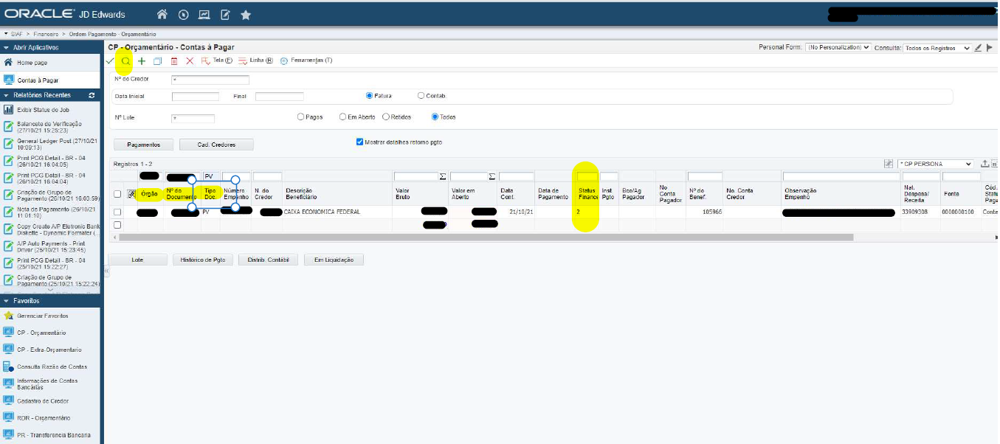 ORACLE JD Edwards
SIAF > Financeiro > Ordem Pagamento - Orçamentário
Abrir Aplicativos
Home page
Contas à Pagar
Relatórios Recentes
Exibir Status do Job
Balancete de Verificação
(27/10/21 15:25:23)
General Ledger Post (27/10/21
10:09:13)
Print PCG Detail - BR - 04
(26/10/21 16:04:05)
Print PCG Detail - BR - 04
(26/10/21 16:04:04)
Criação de Grupo de
Pagamento (26/10/21 16:03:59)
Nota de Pagamento (26/10/21
11:01:10)
Copy Create A/P Eletronic Bank
Diskette - Dynamic Formater (...
A/P Auto Payments - Print
Driver (25/10/21 15:23:45)
Print PCG Detail - BR - 04
(25/10/21 15:22:27)
Criação de Grupo de
Pagamento (25/10/21 15:22:24)
Favoritos
Gerenciar Favoritos
CP - Orçamentário
CP - Extra-Orçamentario
Consulta Razão de Contas
Informações de Contas
Bancárias
Cadastro de Credor
RDR - Orçamentário
PR - Transferencia Bancaria
CP - Orçamentário - Contas à Pagar
Personal Form: (No Personalization) Consulta: Todos os Registros
Tela (F) Linha (R) Ferramentas (T)
Nº do Credor *
Data Inicial Final Fatura Contab
Nº Lote * Pagos Em Aberto Retidos Todos
Pagamentos Cad. Credores Mostrar detalhes retorno pgto
Registros 1 - 2 * CP PERSONA
PV
Órgão
Nº do
Documento
Tipo
Doc.
Número
Empenho
N. do
Credor
Descrição
Beneficiário
Valor
Bruto
Valor em
Aberto
Data
Cont.
Data de
Pagamento
Status
Finance
Inst.
Pgto
Bco/Ag
Pagador
No
Conta
Pagador
Nº do
Benef.
No. Conta
Credor
Observação
Empenho
Nat.
Despesa/
Receita
Fonte
Cód.
Status
Paga
PV CAIXA ECONOMICA FEDERAL 21/10/21 2 105966 33909308 0000000100 Conte
Lote Histórico de Pgto Distrib. Contábil Em Liquidação